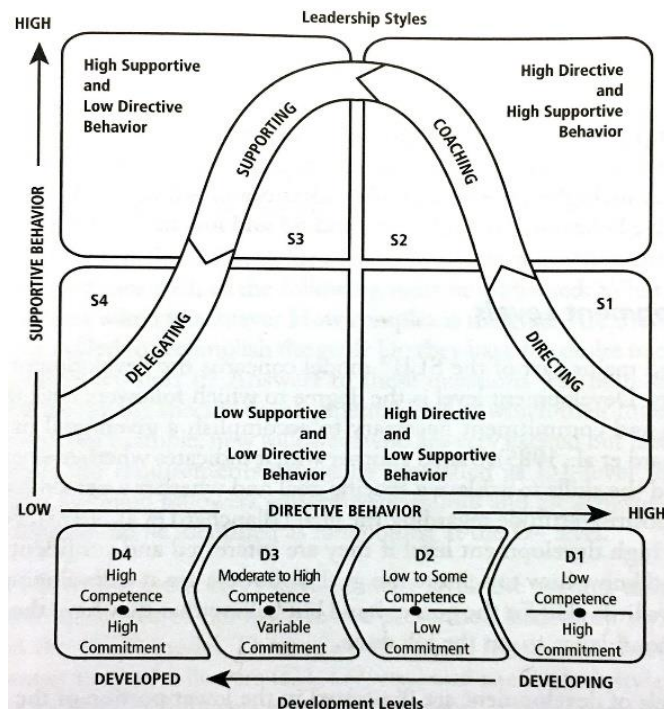 Leadership Styles
HIGH
High Supportive
and
Low Directive
Behavior
High Directive
and
High Supportive
Behavior
SUPPORTING
COACHING
S3
S2
SUPPORTIVE BEHAVIOR
S4
S1
DELEGATING
DIRECTING
Low Supportive
and
Low Directive
Behavior
High Directive
and
Low Supportive
Behavior
LOW
DIRECTIVE BEHAVIOR
HIGH
D4
High
Competence
High
Commitment
D3
Moderate to High
Competence
Variable
Commitment
D2
Low to Some
Competence
Low
Commitment
D1
Low
Competence
High
Commitment
DEVELOPED
DEVELOPING
Development Levels